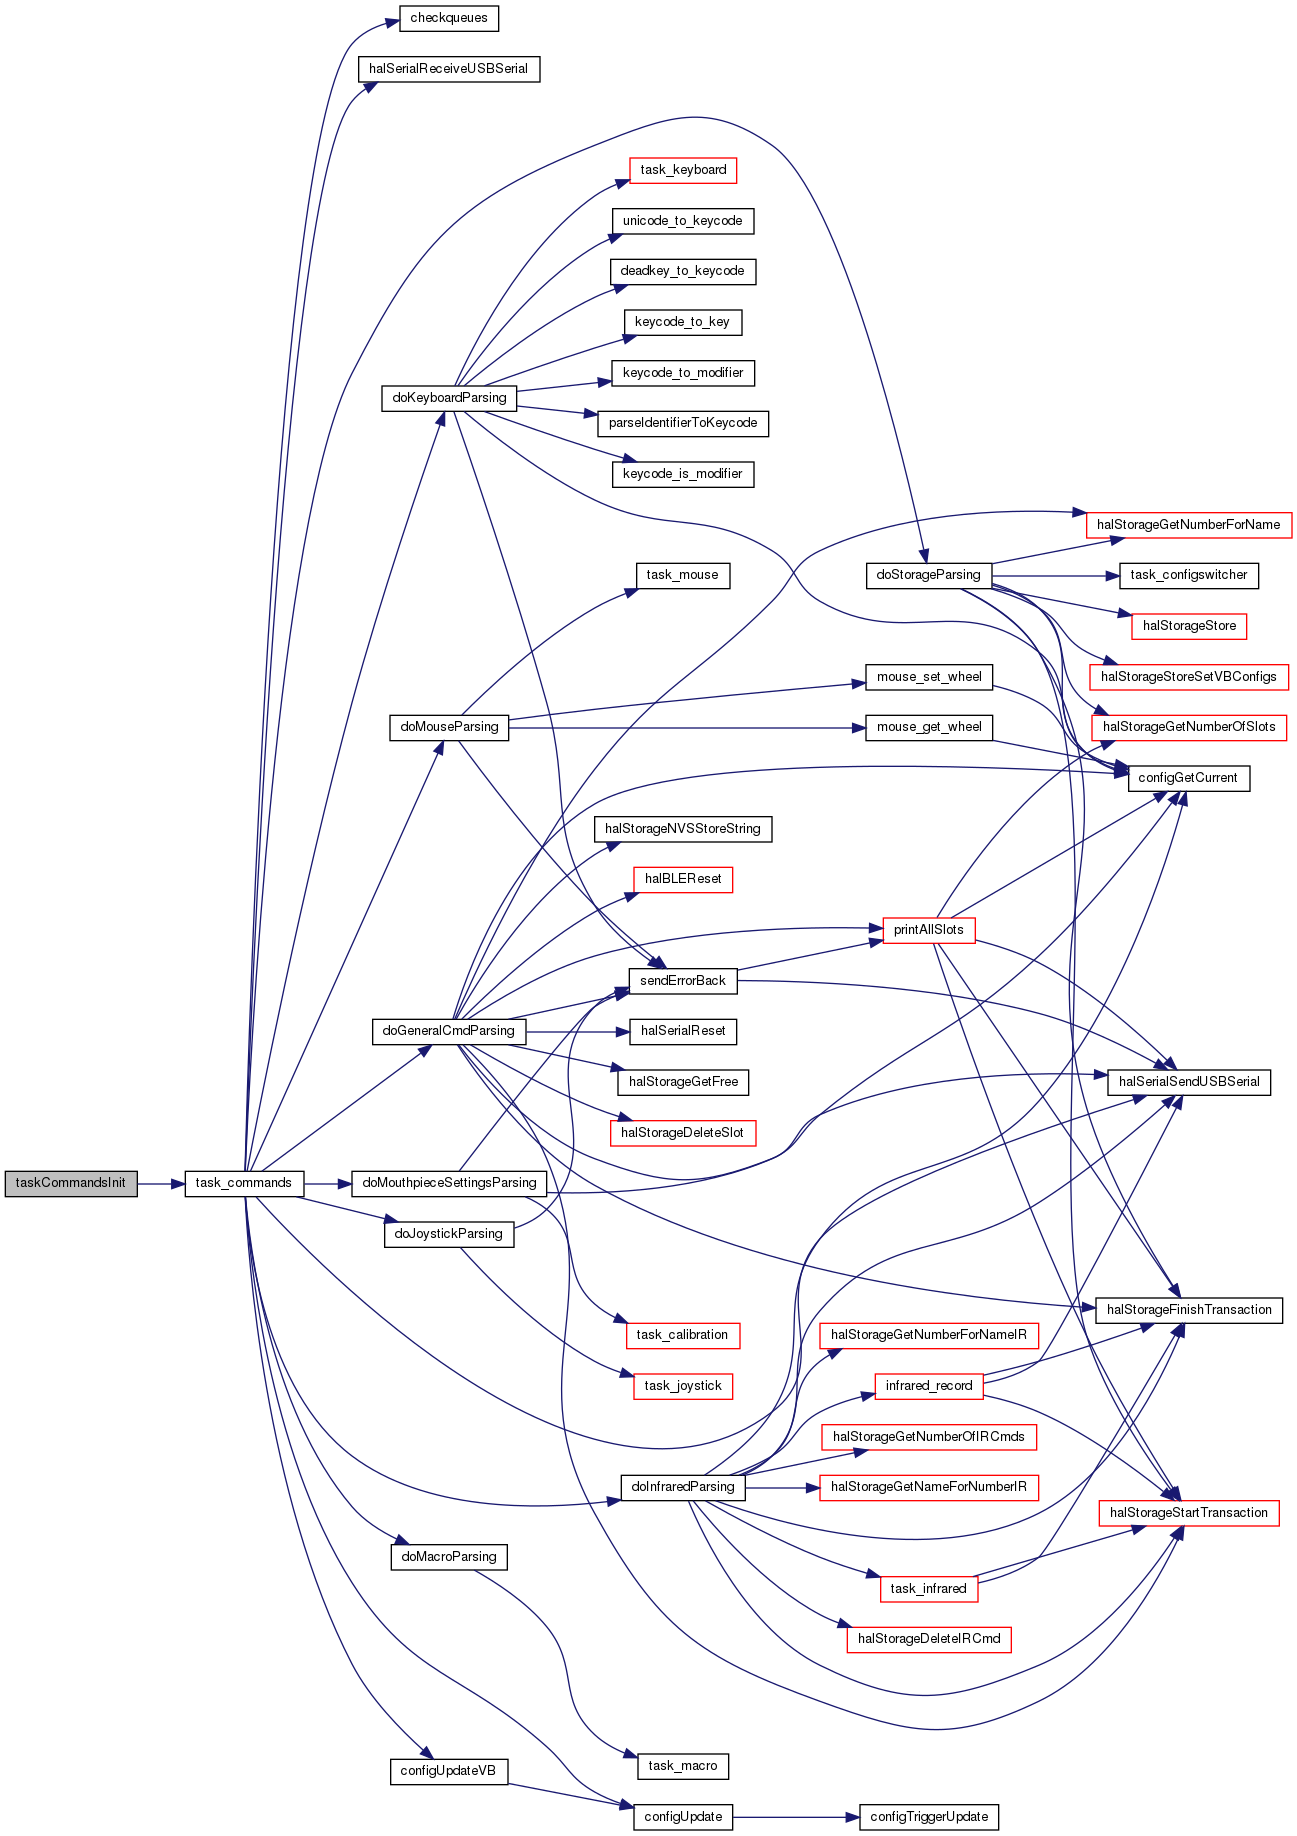 checkqueues
halSerialReceiveUSBSerial
task_keyboard
unicode_to_keycode
deadkey_to_keycode
keycode_to_key
keycode_to_modifier
doKeyboardParsing
parseIdentifierToKeycode
keycode_is_modifier
halStorageGetNumberForName
task_mouse
doStorageParsing
task_configswitcher
halStorageStore
mouse_set_wheel
halStorageStoreSetVBConfigs
doMouseParsing
mouse_get_wheel
halStorageGetNumberOfSlots
configGetCurrent
halStorageNVSStoreString
halBLEReset
printAllSlots
sendErrorBack
doGeneralCmdParsing
halSerialReset
halStorageGetFree
halSerialSendUSBSerial
halStorageDeleteSlot
taskCommandsInit
task_commands
doMouthpieceSettingsParsing
doJoystickParsing
halStorageFinishTransaction
task_calibration
halStorageGetNumberForNameIR
task_joystick
infrared_record
halStorageGetNumberOfIRCmds
doInfraredParsing
halStorageGetNameForNumberIR
halStorageStartTransaction
doMacroParsing
task_infrared
halStorageDeleteIRCmd
task_macro
configUpdateVB
configUpdate
configTriggerUpdate